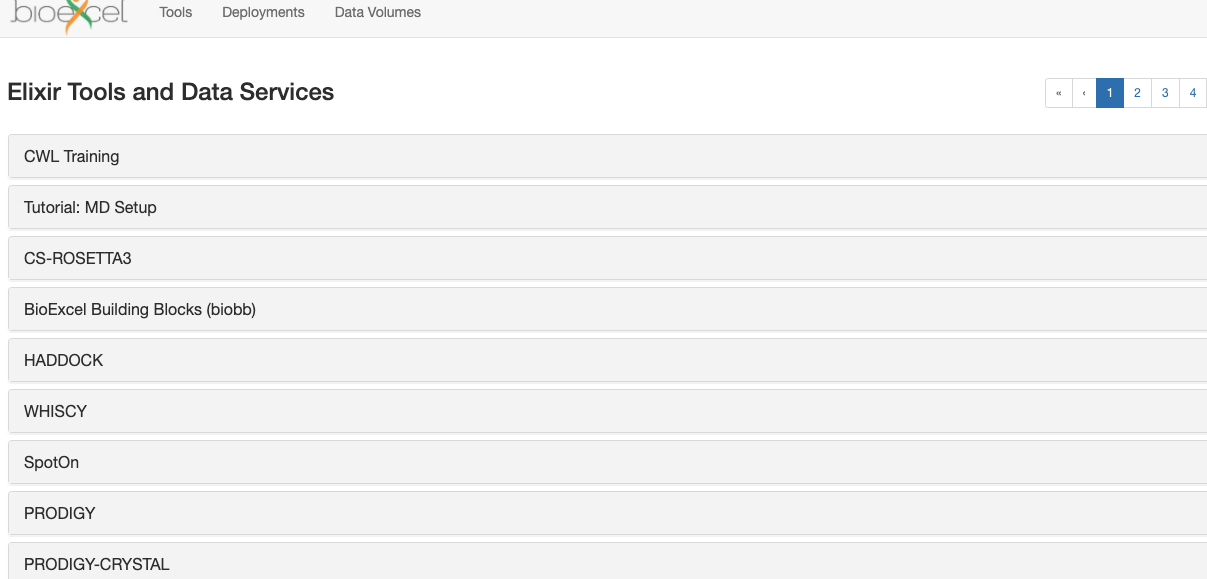 bioexcel Tools Deployments Data Volumes
Elixir Tools and Data Services « ‹ 1 2 3 4
CWL Training
Tutorial: MD Setup
CS-ROSETTA3
BioExcel Building Blocks (biobb)
HADDOCK
WHISCY
SpotOn
PRODIGY
PRODIGY-CRYSTAL